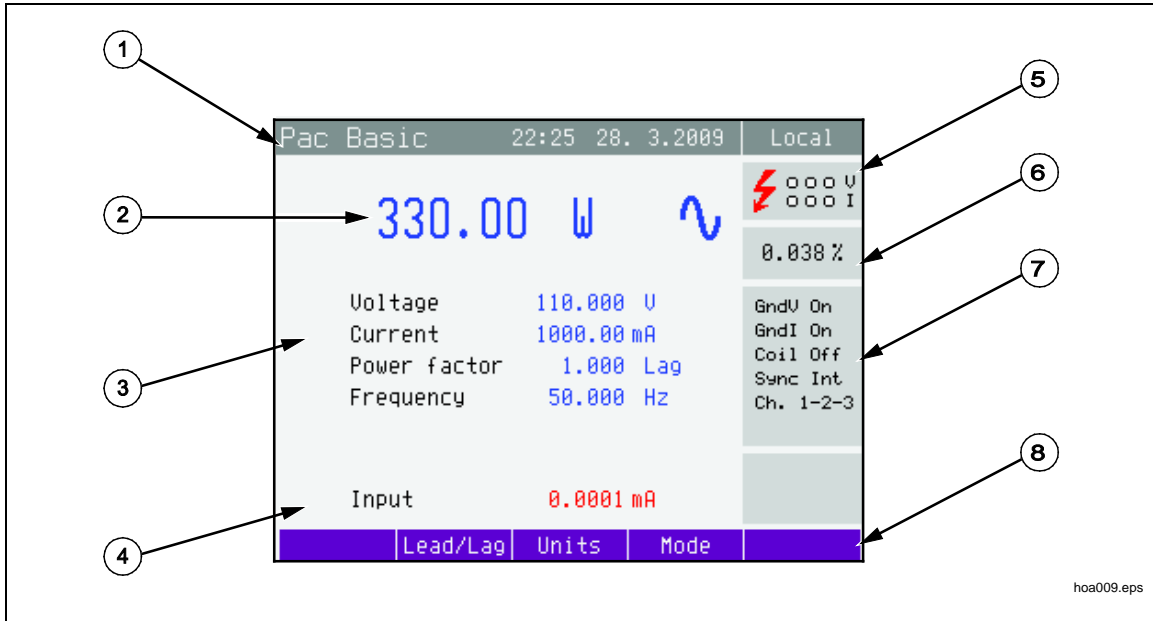 1
5
Pac Basic 22:25 28. 3.2009 Local
V
I
6
2
330.00 W
0.038 %
7
Voltage 110.000 V
Current 1000.00 mA
Power factor 1.000 Lag
Frequency 50.000 Hz
GndV On
GndI On
Coil Off
Sync Int
Ch. 1-2-3
3
8
Input 0.0001 mA
4
Lead/Lag Units Mode
hoa009.eps